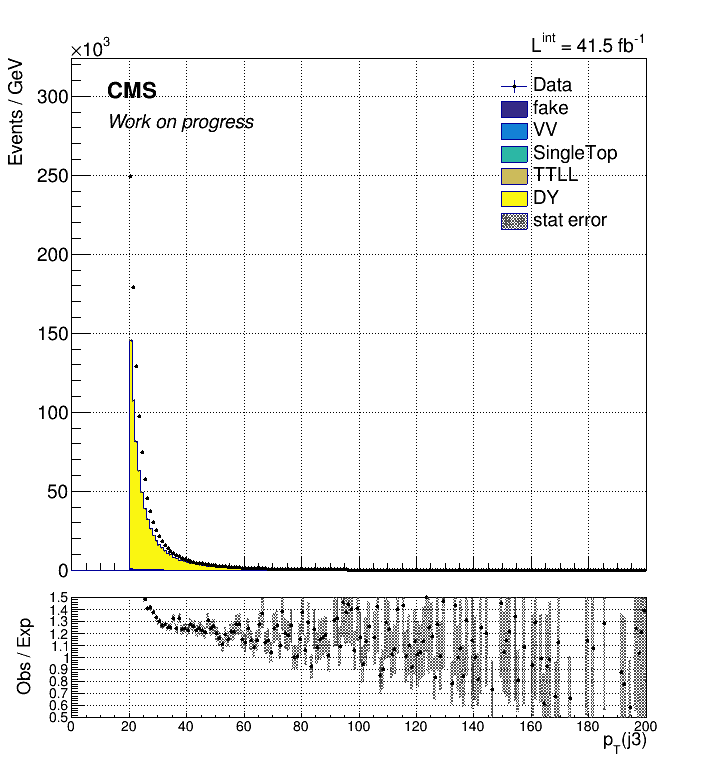 ×10³
L^int = 41.5 fb⁻¹
Events / GeV
CMS
Work on progress
Data
fake
VV
SingleTop
TTLL
DY
stat error
300
250
200
150
100
50
0
Obs / Exp
1.5
1.4
1.3
1.2
1.1
1
0.9
0.8
0.7
0.6
0.5
0 20 40 60 80 100 120 140 160 180 200
p_T(j3)